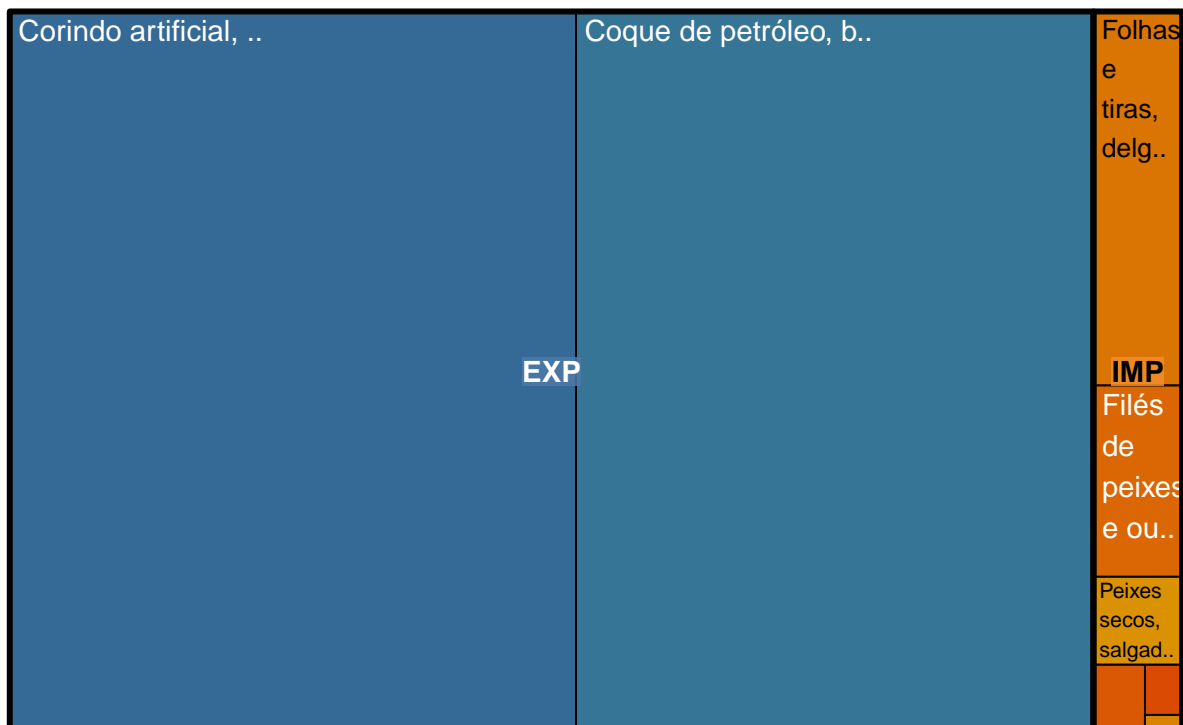 Corindo artificial, ..
Coque de petróleo, b..
Folhas
e
tiras,
delg..
EXP
IMP
Filés
de
peixes
e ou..
Peixes
secos,
salgad..